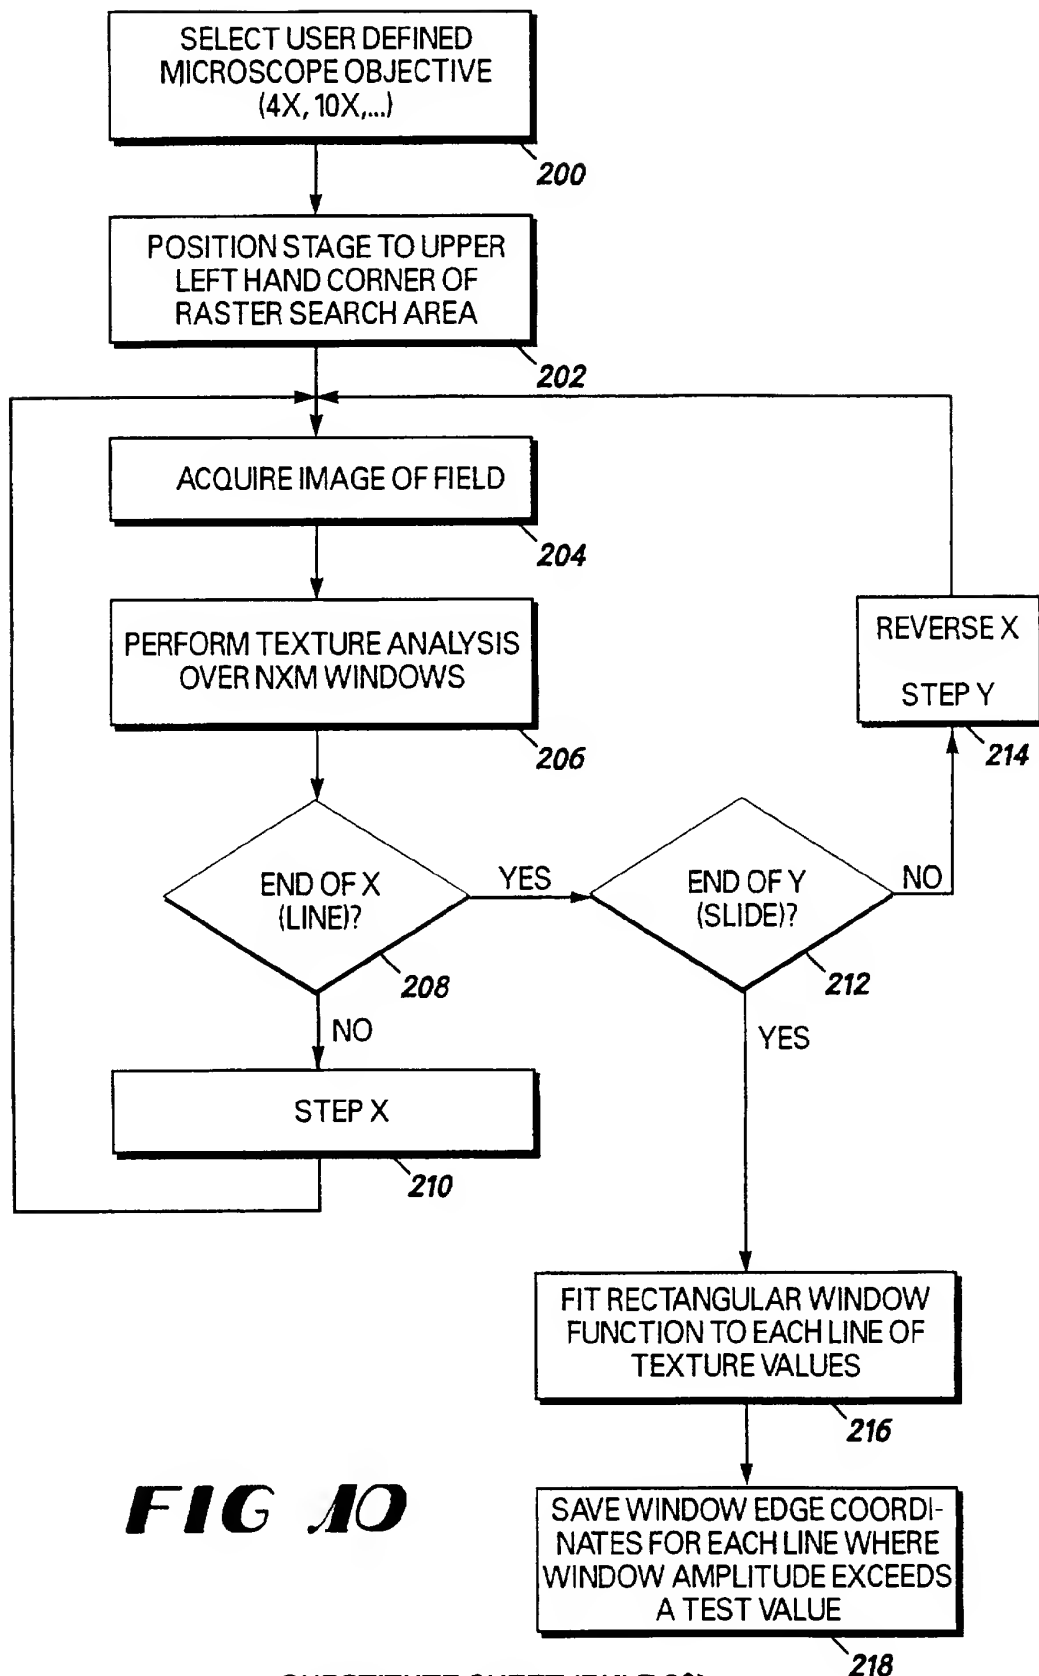 SELECT USER DEFINED
MICROSCOPE OBJECTIVE
(4X, 10X,...)
200
POSITION STAGE TO UPPER
LEFT HAND CORNER OF
RASTER SEARCH AREA
202
ACQUIRE IMAGE OF FIELD
204
PERFORM TEXTURE ANALYSIS
OVER NXM WINDOWS
206
REVERSE X
STEP Y
214
END OF X
(LINE)?
208
YES
END OF Y
(SLIDE)?
212
NO
NO
YES
STEP X
210
FIT RECTANGULAR WINDOW
FUNCTION TO EACH LINE OF
TEXTURE VALUES
216
SAVE WINDOW EDGE COORDI-
NATES FOR EACH LINE WHERE
WINDOW AMPLITUDE EXCEEDS
A TEST VALUE
218
FIG 10